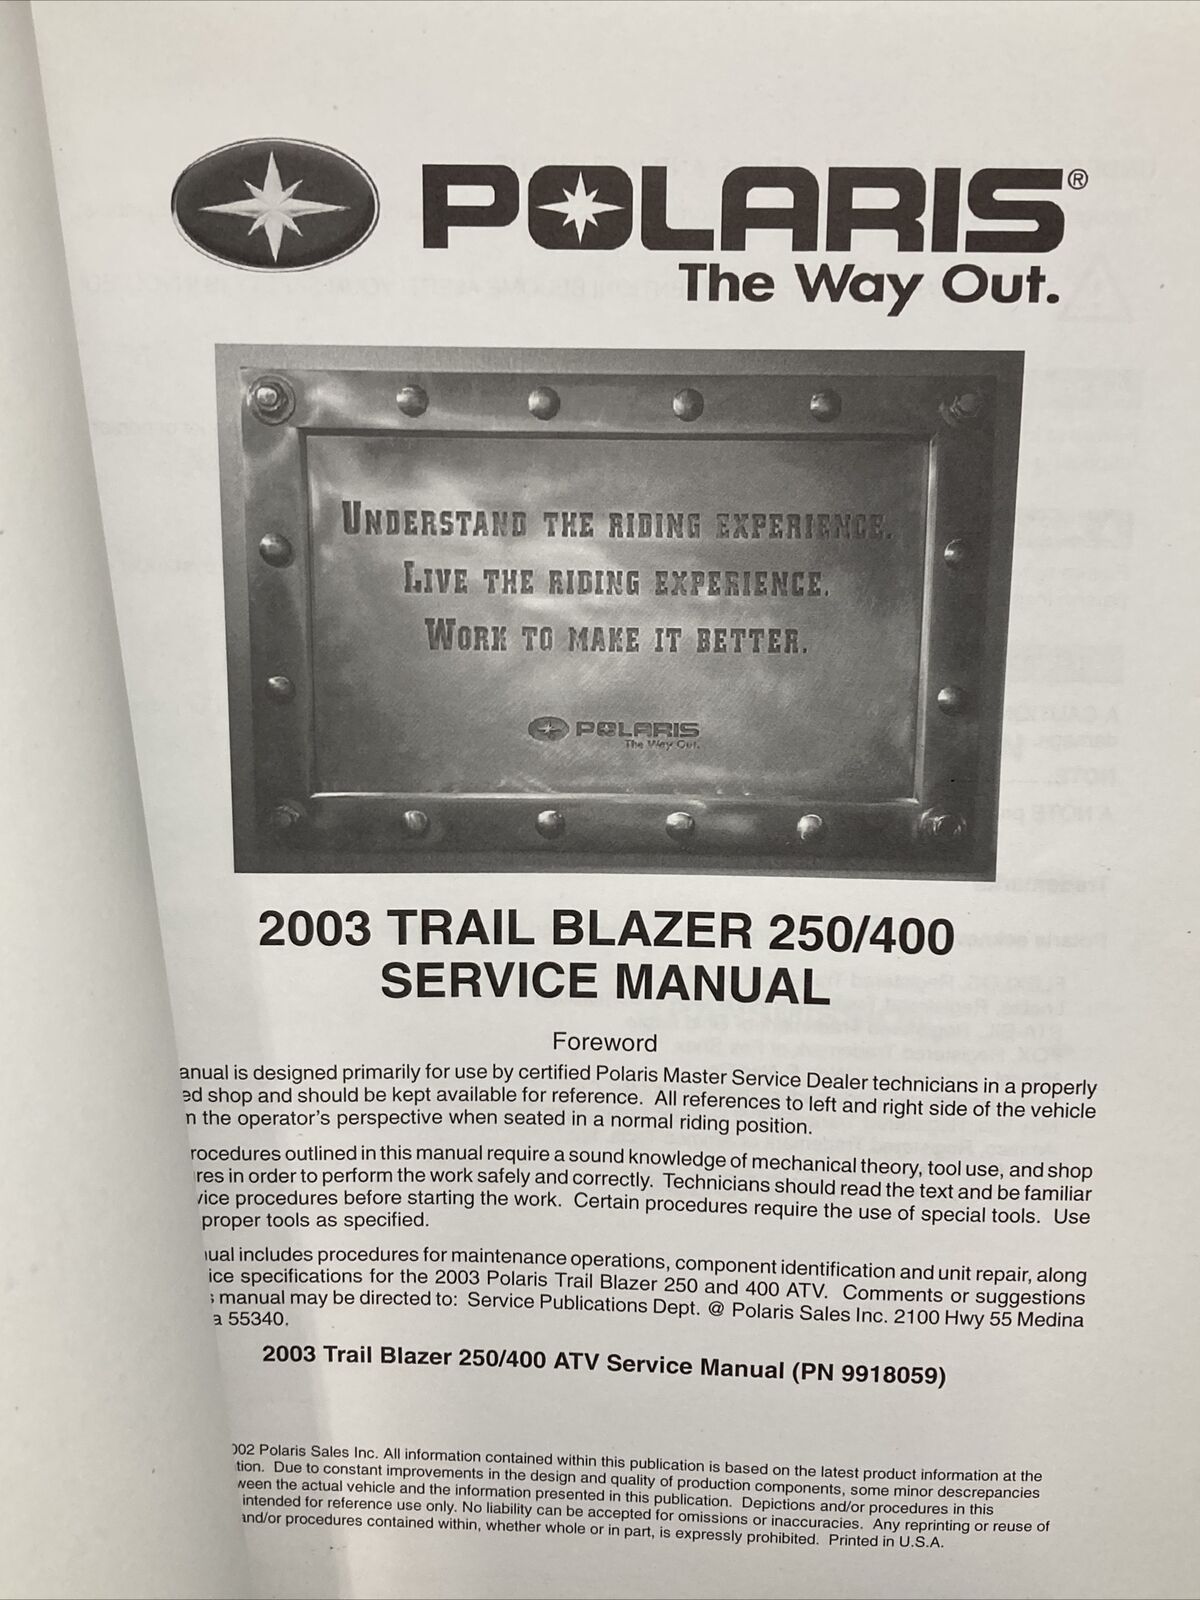 POLARIS®
The Way Out.
UNDERSTAND THE RIDING EXPERIENCE.
LIVE THE RIDING EXPERIENCE.
WORK TO MAKE IT BETTER.
POLARIS
The Way Out.
2003 TRAIL BLAZER 250/400
SERVICE MANUAL
Foreword
anual is designed primarily for use by certified Polaris Master Service Dealer technicians in a properly
ed shop and should be kept available for reference. All references to left and right side of the vehicle
n the operator's perspective when seated in a normal riding position.
rocedures outlined in this manual require a sound knowledge of mechanical theory, tool use, and shop
res in order to perform the work safely and correctly. Technicians should read the text and be familiar
vice procedures before starting the work. Certain procedures require the use of special tools. Use
proper tools as specified.
ual includes procedures for maintenance operations, component identification and unit repair, along
ice specifications for the 2003 Polaris Trail Blazer 250 and 400 ATV. Comments or suggestions
s manual may be directed to: Service Publications Dept. @ Polaris Sales Inc. 2100 Hwy 55 Medina
a 55340.
2003 Trail Blazer 250/400 ATV Service Manual (PN 9918059)
002 Polaris Sales Inc. All information contained within this publication is based on the latest product information at the
tion. Due to constant improvements in the design and quality of production components, some minor descrepancies
ween the actual vehicle and the information presented in this publication. Depictions and/or procedures in this
intended for reference use only. No liability can be accepted for omissions or inaccuracies. Any reprinting or reuse of
and/or procedures contained within, whether whole or in part, is expressly prohibited. Printed in U.S.A.